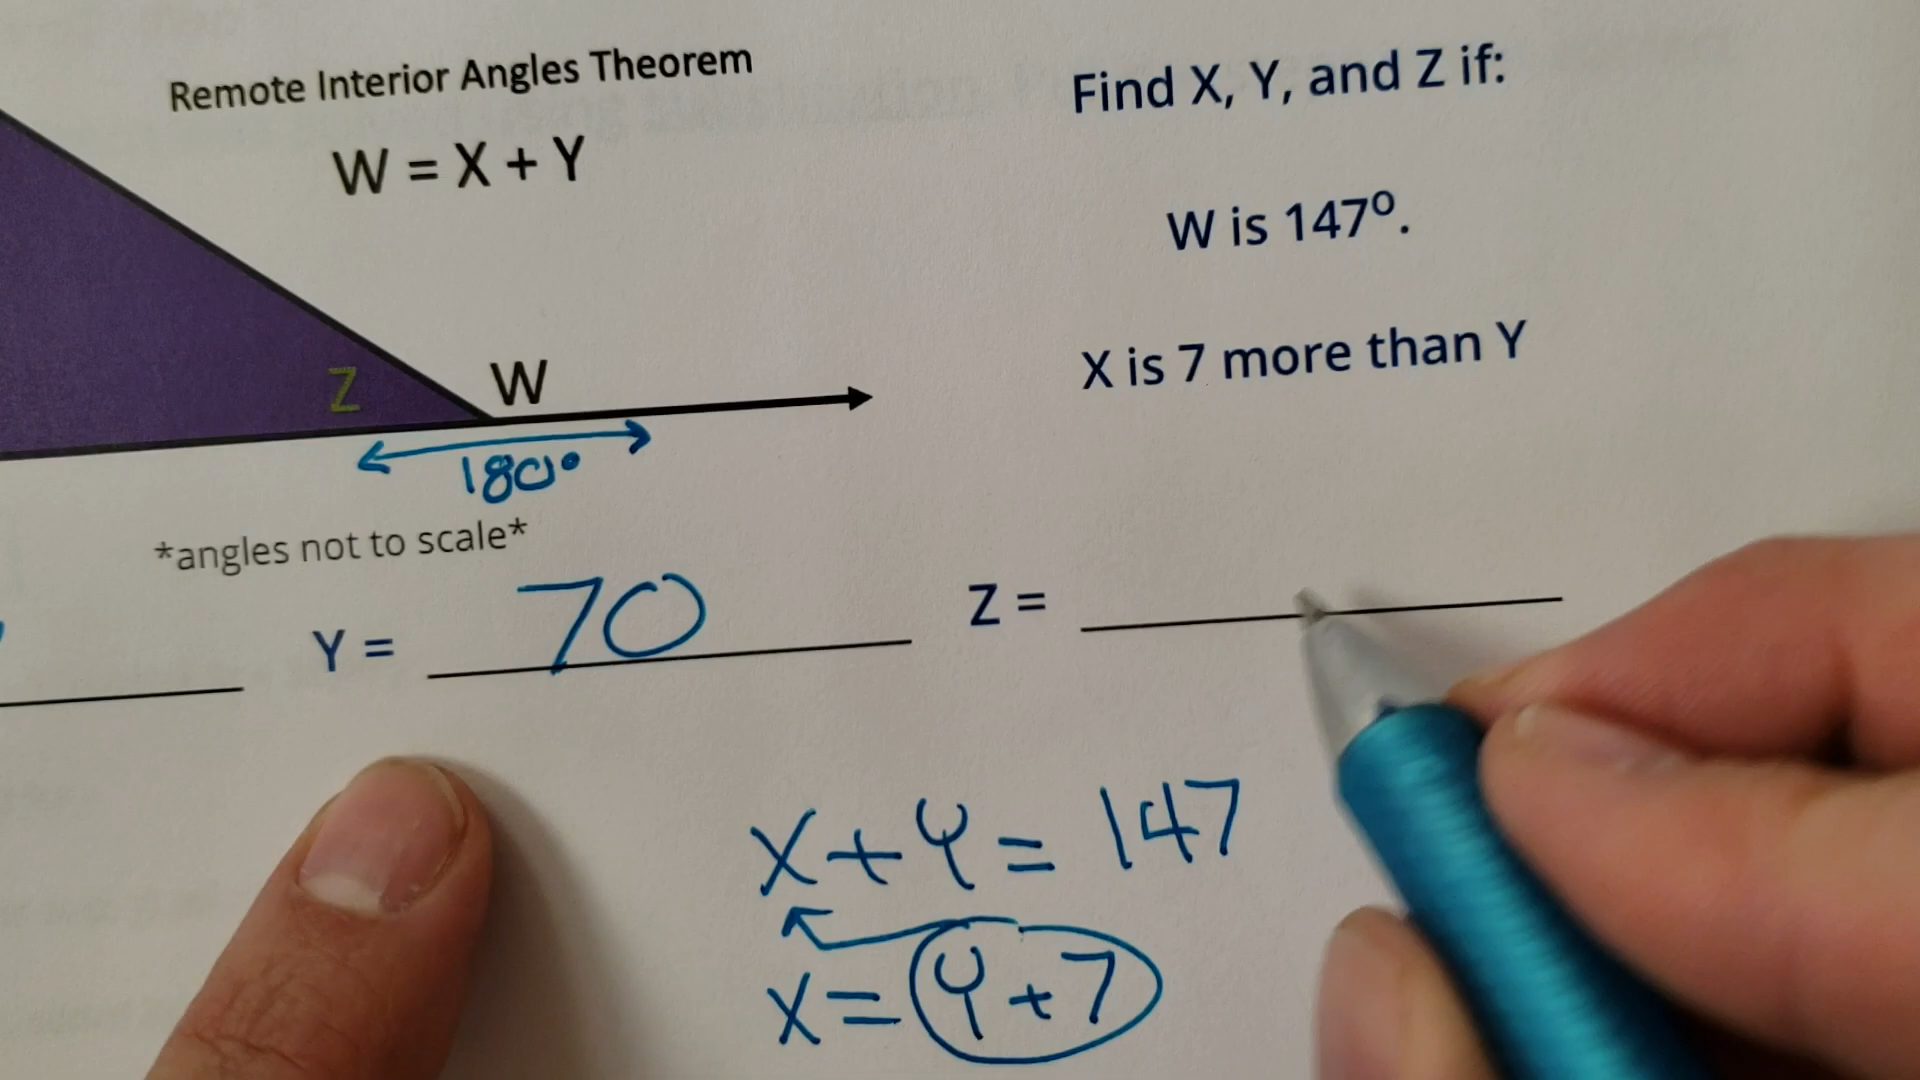 Remote Interior Angles Theorem
W = X + Y
Find X, Y, and Z if:
W is 147º.
X is 7 more than Y
Z
W
180°
*angles not to scale*
Y = 70
Z =
X + Y = 147
X = Y + 7